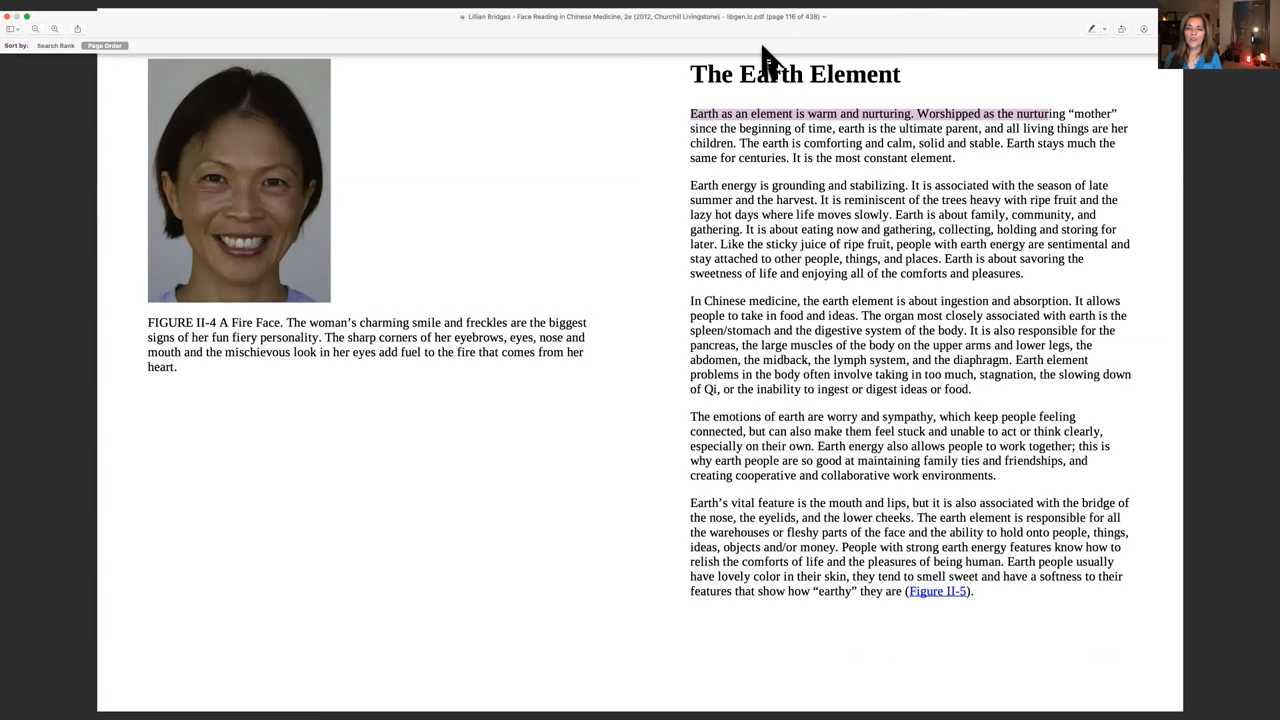 Lillian Bridges - Face Reading in Chinese Medicine, 2e (2012, Churchill Livingstone) - libgen.lc.pdf (page 116 of 438)
Sort by: Search Rank Page Order
FIGURE II-4 A Fire Face. The woman’s charming smile and freckles are the biggest
signs of her fun fiery personality. The sharp corners of her eyebrows, eyes, nose and
mouth and the mischievous look in her eyes add fuel to the fire that comes from her
heart.
The Earth Element
Earth as an element is warm and nurturing. Worshipped as the nurturing “mother”
since the beginning of time, earth is the ultimate parent, and all living things are her
children. The earth is comforting and calm, solid and stable. Earth stays much the
same for centuries. It is the most constant element.
Earth energy is grounding and stabilizing. It is associated with the season of late
summer and the harvest. It is reminiscent of the trees heavy with ripe fruit and the
lazy hot days where life moves slowly. Earth is about family, community, and
gathering. It is about eating now and gathering, collecting, holding and storing for
later. Like the sticky juice of ripe fruit, people with earth energy are sentimental and
stay attached to other people, things, and places. Earth is about savoring the
sweetness of life and enjoying all of the comforts and pleasures.
In Chinese medicine, the earth element is about ingestion and absorption. It allows
people to take in food and ideas. The organ most closely associated with earth is the
spleen/stomach and the digestive system of the body. It is also responsible for the
pancreas, the large muscles of the body on the upper arms and lower legs, the
abdomen, the midback, the lymph system, and the diaphragm. Earth element
problems in the body often involve taking in too much, stagnation, the slowing down
of Qi, or the inability to ingest or digest ideas or food.
The emotions of earth are worry and sympathy, which keep people feeling
connected, but can also make them feel stuck and unable to act or think clearly,
especially on their own. Earth energy also allows people to work together; this is
why earth people are so good at maintaining family ties and friendships, and
creating cooperative and collaborative work environments.
Earth’s vital feature is the mouth and lips, but it is also associated with the bridge of
the nose, the eyelids, and the lower cheeks. The earth element is responsible for all
the warehouses or fleshy parts of the face and the ability to hold onto people, things,
ideas, objects and/or money. People with strong earth energy features know how to
relish the comforts of life and the pleasures of being human. Earth people usually
have lovely color in their skin, they tend to smell sweet and have a softness to their
features that show how “earthy” they are (Figure II-5).